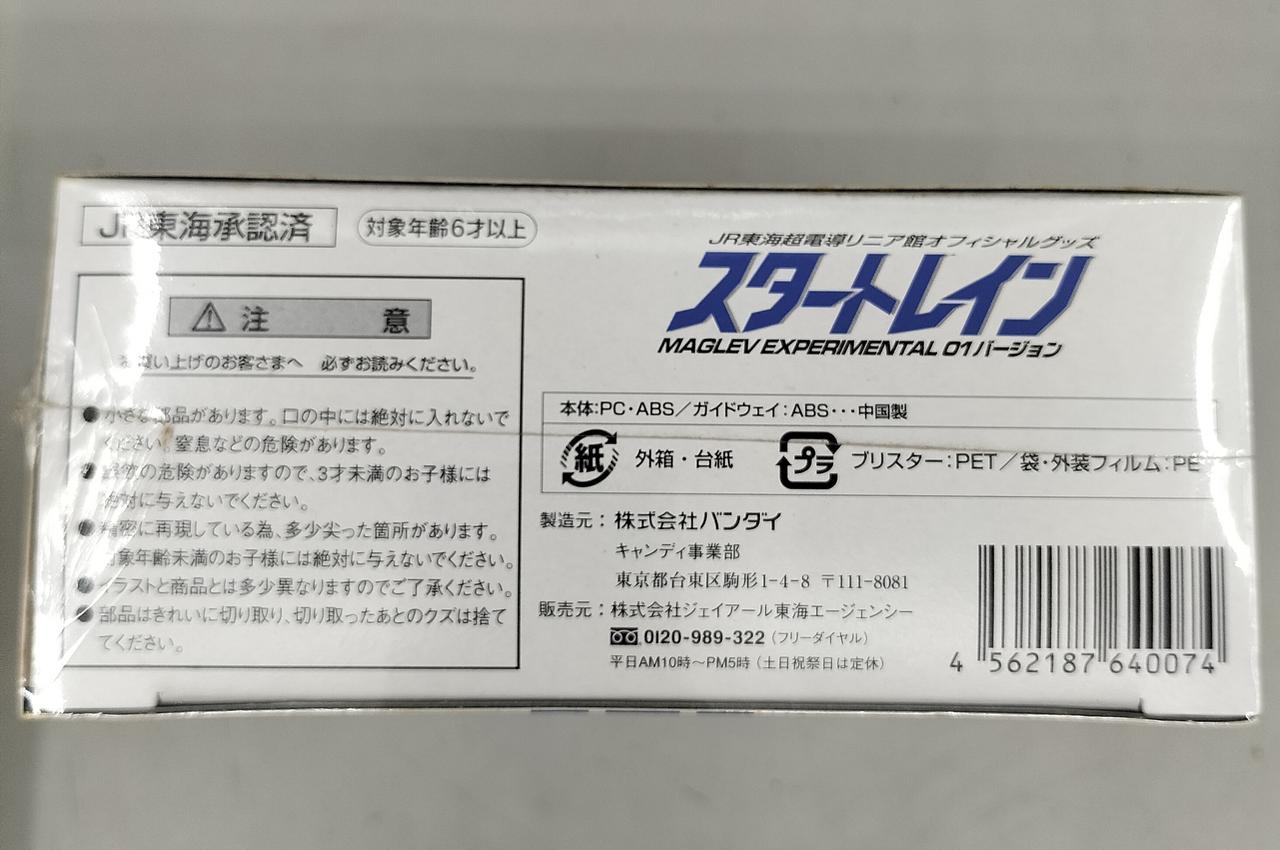 JR東海承認済
対象年齢6才以上
注 意
お買い上げのお客さまへ 必ずお読みください。
●小さな部品があります。口の中には絶対に入れないで
ください。窒息などの危険があります。
●誤飲の危険がありますので、3才未満のお子様には
絶対に与えないでください。
●精密に再現している為、多少尖った箇所があります。
対象年齢未満のお子様には絶対に与えないでください。
●イラストと商品とは多少異なりますのでご了承ください。
●部品はきれいに切り取り、切り取ったあとのクズは捨て
てください。
JR東海超電導リニア館オフィシャルグッズ
スタートレイン
MAGLEV EXPERIMENTAL 01バージョン
本体:PC・ABS/ガイドウェイ:ABS・・・中国製
紙 外箱・台紙 プラ ブリスター:PET/袋・外装フィルム:PE
製造元:株式会社バンダイ
キャンディ事業部
東京都台東区駒形1-4-8 〒111-8081
販売元:株式会社ジェイアール東海エージェンシー
0120-989-322(フリーダイヤル)
平日AM10時~PM5時(土日祝祭日は定休)
4 562187 640074